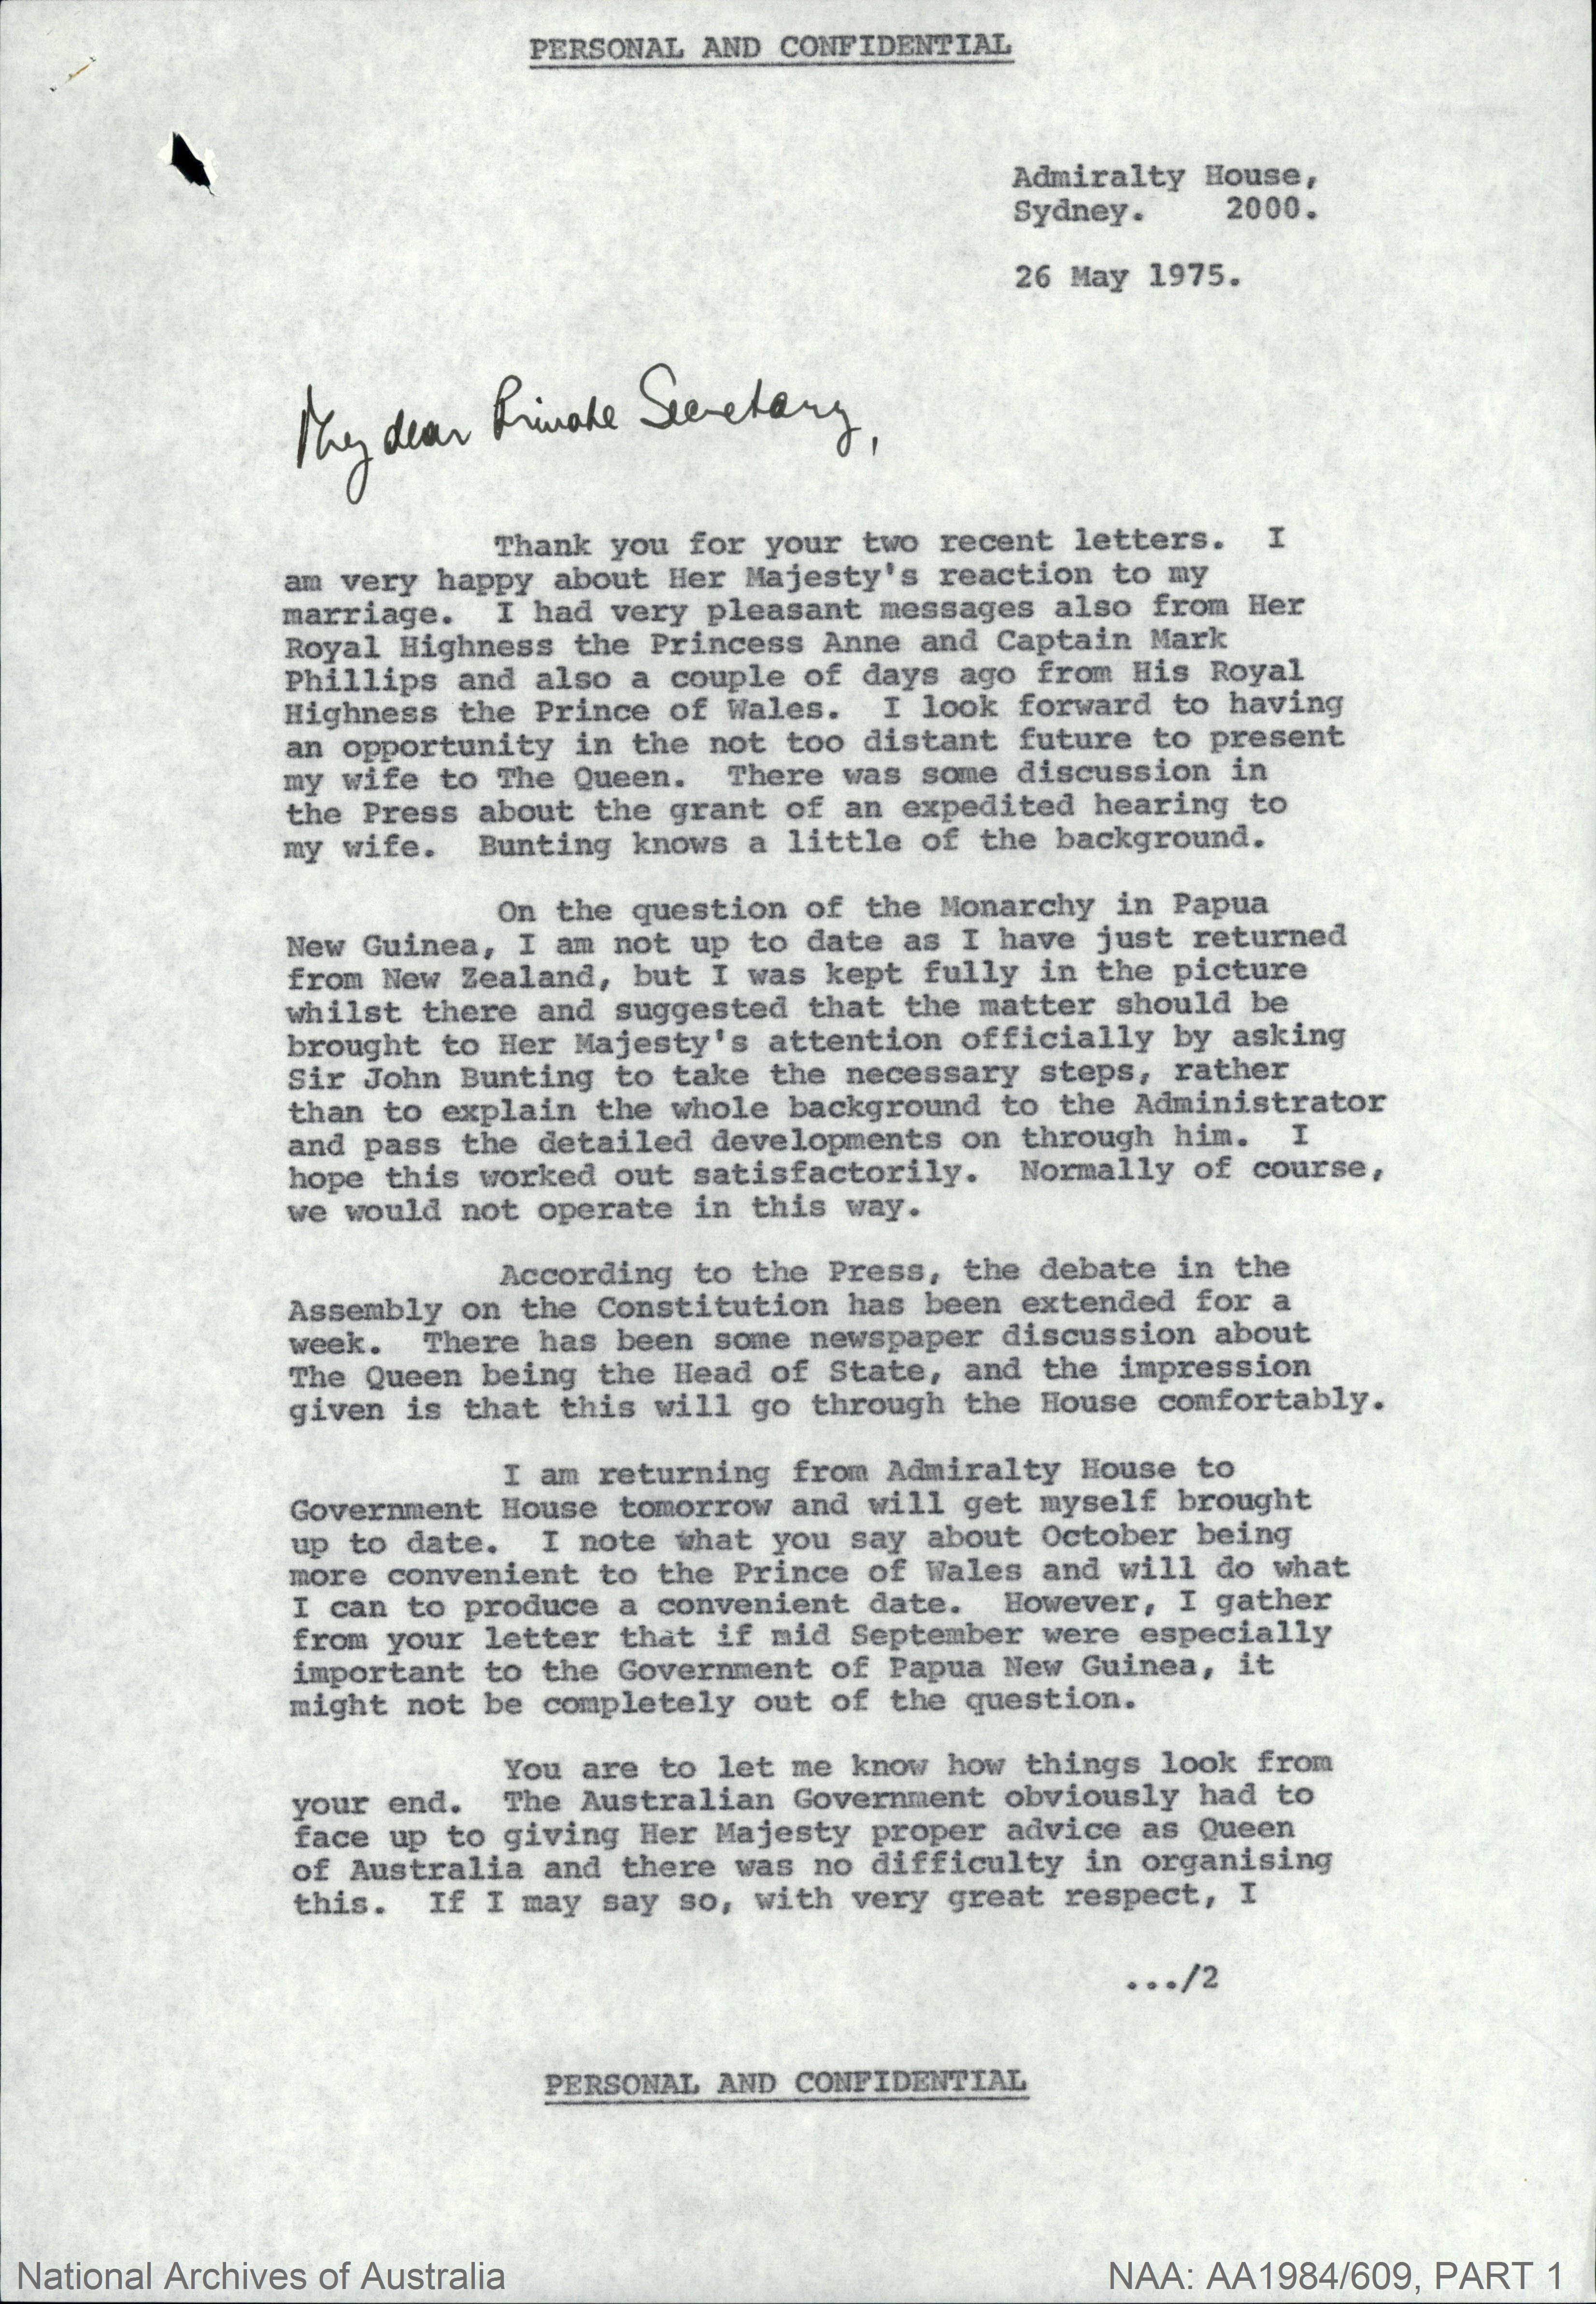 PERSONAL AND CONFIDENTIAL
Admiralty House,
Sydney. 2000.
26 May 1975.
My dear Private Secretary,
Thank you for your two recent letters. I
am very happy about Her Majesty's reaction to my
marriage. I had very pleasant messages also from Her
Royal Highness the Princess Anne and Captain Mark
Phillips and also a couple of days ago from His Royal
Highness the Prince of Wales. I look forward to having
an opportunity in the not too distant future to present
my wife to The Queen. There was some discussion in
the Press about the grant of an expedited hearing to
my wife. Bunting knows a little of the background.
On the question of the Monarchy in Papua
New Guinea, I am not up to date as I have just returned
from New Zealand, but I was kept fully in the picture
whilst there and suggested that the matter should be
brought to Her Majesty's attention officially by asking
Sir John Bunting to take the necessary steps, rather
than to explain the whole background to the Administrator
and pass the detailed developments on through him. I
hope this worked out satisfactorily. Normally of course,
we would not operate in this way.
According to the Press, the debate in the
Assembly on the Constitution has been extended for a
week. There has been some newspaper discussion about
The Queen being the Head of State, and the impression
given is that this will go through the House comfortably.
I am returning from Admiralty House to
Government House tomorrow and will get myself brought
up to date. I note what you say about October being
more convenient to the Prince of Wales and will do what
I can to produce a convenient date. However, I gather
from your letter that if mid September were especially
important to the Government of Papua New Guinea, it
might not be completely out of the question.
You are to let me know how things look from
your end. The Australian Government obviously had to
face up to giving Her Majesty proper advice as Queen
of Australia and there was no difficulty in organising
this. If I may say so, with very great respect, I
.../2
PERSONAL AND CONFIDENTIAL
National Archives of Australia
NAA: AA1984/609, PART 1